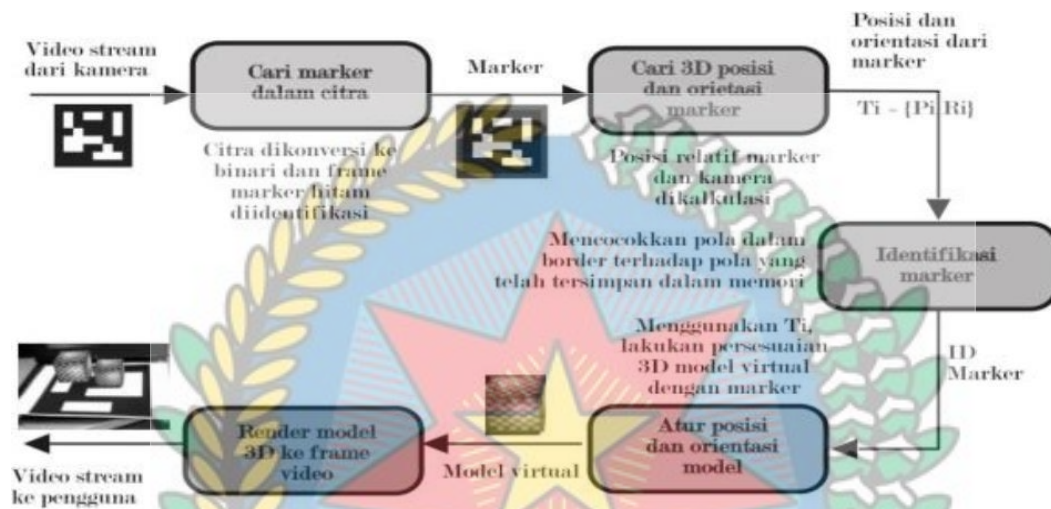 Video stream
dari kamera
Cari marker
dalam citra
Citra dikonversi ke
binari dan frame
marker hitam
diidentifikasi
Marker
Cari 3D posisi
dan orietasi
marker
Posisi relatif marker
dan kamera
dikalkulasi
Posisi dan
orientasi dari
marker
Ti - {Pi Ri}
Mencocokkan pola dalam
border terhadap pola yang
telah tersimpan dalam memori
Identifikasi
marker
ID
Marker
Menggunakan Ti,
lakukan persesuaian
3D model virtual
dengan marker
Atur posisi
dan orientasi
model
Model virtual
Render model
3D ke frame
video
Video stream
ke pengguna